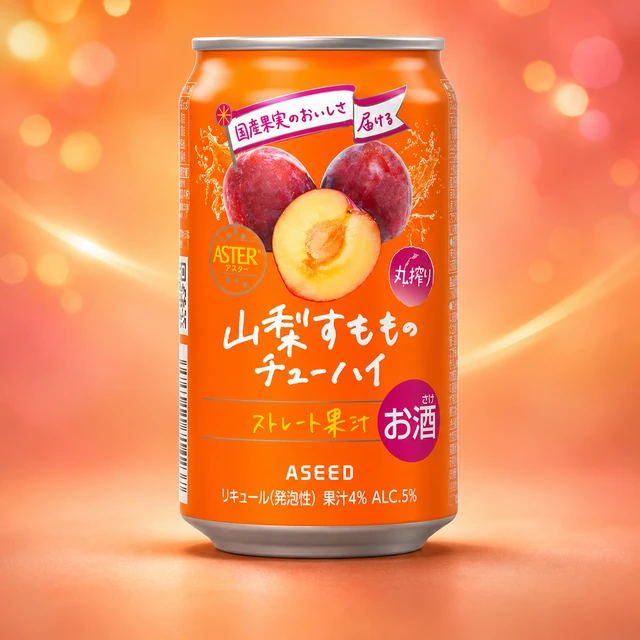 国産果実のおいしさ 届ける
ASTER
アスター
丸搾り
山梨すももの
チューハイ
ストレート果汁
さけ
お酒
ASEED
リキュール(発泡性) 果汁4% ALC.5%